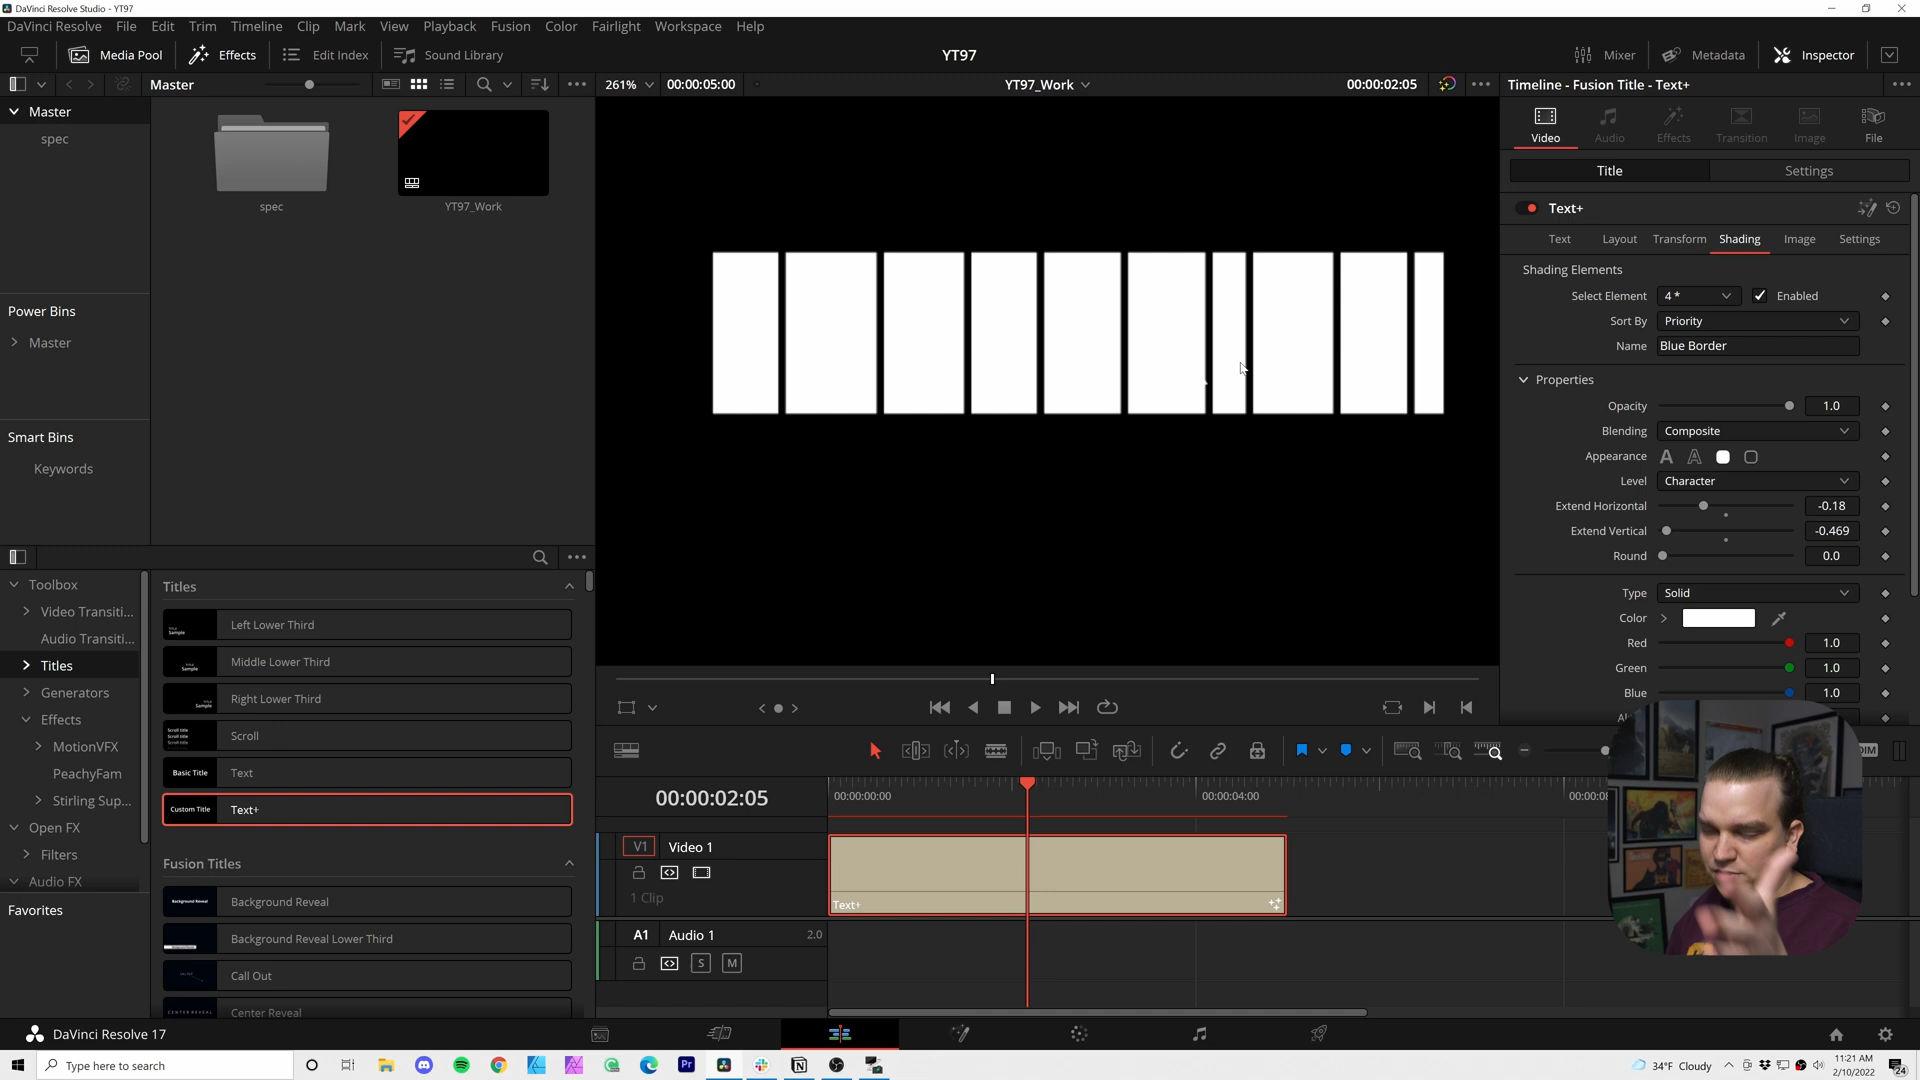 DaVinci Resolve Studio - YT97
DaVinci Resolve File Edit Trim Timeline Clip Mark View Playback Fusion Color Fairlight Workspace Help
Media Pool Effects Edit Index Sound Library YT97 Mixer Metadata Inspector
Master 261% 00:00:05:00 YT97_Work 00:00:02:05 Timeline - Fusion Title - Text+
Master
spec
spec
YT97_Work
Power Bins
Master
Smart Bins
Keywords
Video Audio Effects Transition Image File
Title Settings
Text+
Text Layout Transform Shading Image Settings
Shading Elements
Select Element 4 * Enabled
Sort By Priority
Name Blue Border
Properties
Opacity 1.0
Blending Composite
Appearance A A
Level Character
Extend Horizontal -0.18
Extend Vertical -0.469
Round 0.0
Type Solid
Color
Red 1.0
Green 1.0
Blue 1.0
Toolbox
Video Transiti...
Audio Transiti...
Titles
Generators
Effects
MotionVFX
PeachyFam
Stirling Sup...
Open FX
Filters
Audio FX
Favorites
Titles
Left Lower Third
Middle Lower Third
Right Lower Third
Scroll
Basic Title Text
Custom Title Text+
Fusion Titles
Background Reveal Background Reveal
Background Reveal Lower Third
Call Out
CENTER REVEAL Center Reveal
DIM
00:00:02:05 00:00:00:00 00:00:04:00 00:00:08
V1 Video 1
1 Clip
Text+
A1 Audio 1 2.0
S M
DaVinci Resolve 17
Type here to search
Pr
N
34°F Cloudy
11:21 AM
2/10/2022
24